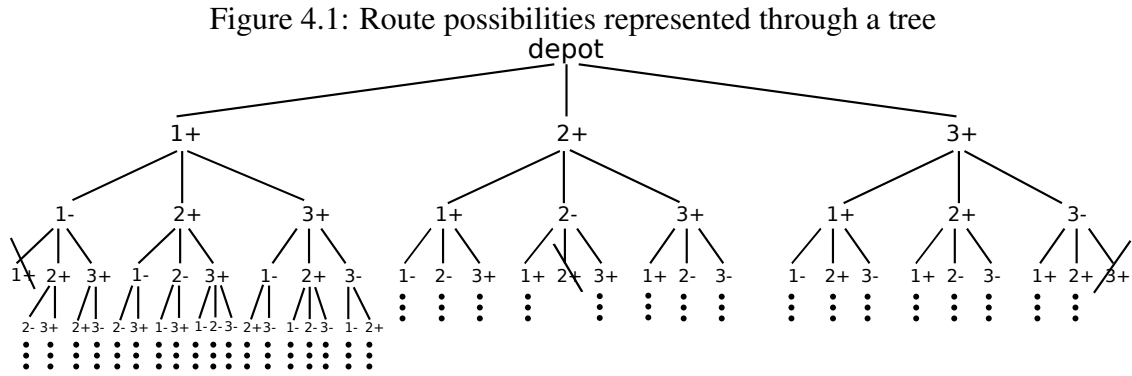 Figure 4.1: Route possibilities represented through a tree
depot
1+ 2+ 3+
1- 2+ 3+ 1+ 2- 3+ 1+ 2+ 3-
1+ 2+ 3+ 1- 2- 3+ 1- 2+ 3- 1- 2- 3+ 1+ 2+ 3+ 1+ 2- 3- 1- 2+ 3- 1+ 2- 3- 1+ 2+ 3+
2- 3+ 2+ 3- 2- 3+ 1- 3+ 1- 2- 3- 2+ 3- 1- 2- 3- 1- 2+